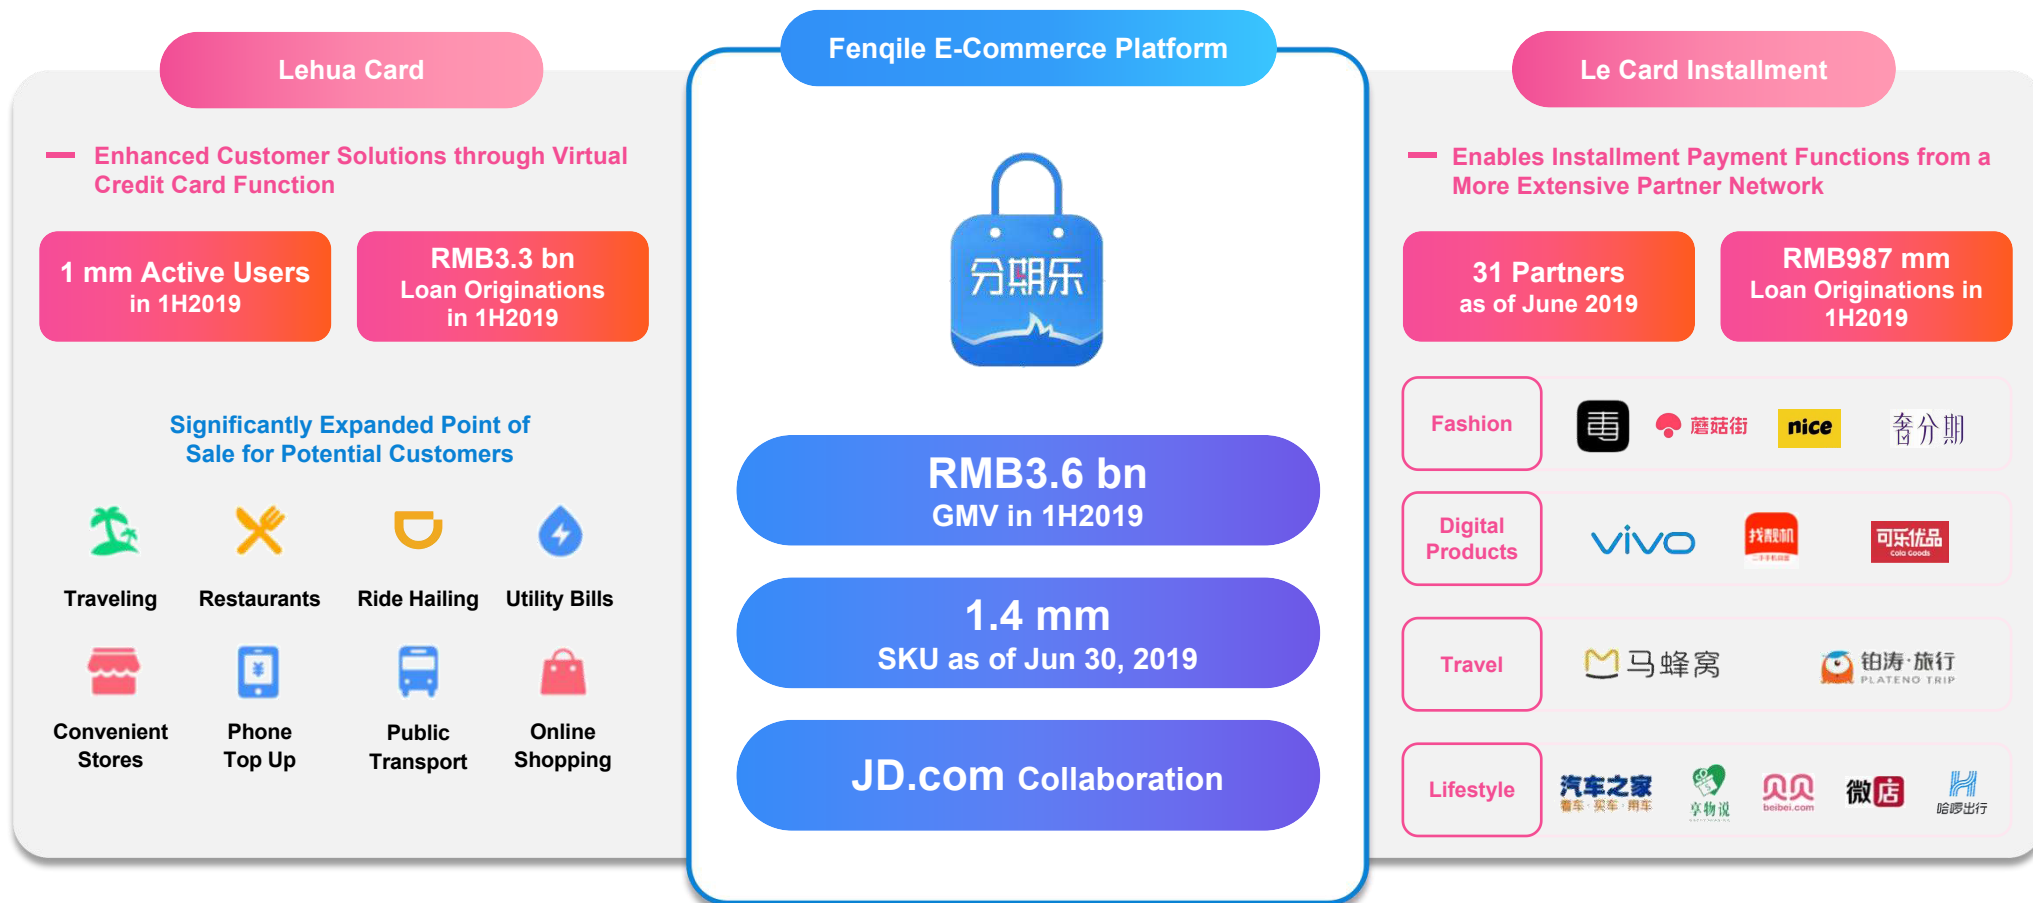 Lehua Card
Enhanced Customer Solutions through Virtual
Credit Card Function
1 mm Active Users
in 1H2019
RMB3.3 bn
Loan Originations
in 1H2019
Significantly Expanded Point of
Sale for Potential Customers
Traveling
Restaurants
Ride Hailing
Utility Bills
Convenient
Stores
Phone
Top Up
Public
Transport
Online
Shopping
Fenqile E-Commerce Platform
分期乐
RMB3.6 bn
GMV in 1H2019
1.4 mm
SKU as of Jun 30, 2019
JD.com Collaboration
Le Card Installment
Enables Installment Payment Functions from a
More Extensive Partner Network
31 Partners
as of June 2019
RMB987 mm
Loan Originations in
1H2019
Fashion
毒
蘑菇街
nice
奢分期
Digital
Products
vivo
找靓机
可乐优品
Cola Goods
Travel
马蜂窝
铂涛·旅行
PLATENO TRIP
Lifestyle
汽车之家
看车·买车·用车
享物说
贝贝
beibei.com
微店
哈啰出行